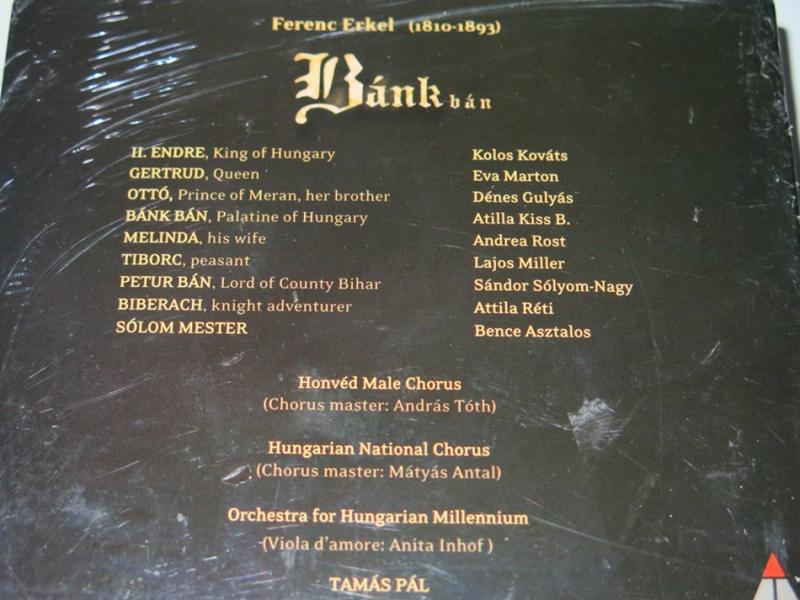 Ferenc Erkel (1810-1893)
Bánk bán
H. ENDRE, King of Hungary Kolos Kováts
GERTRUD, Queen Eva Marton
OTTÓ, Prince of Meran, her brother Dénes Gulyás
BÁNK BÁN, Palatine of Hungary Atilla Kiss B.
MELINDA, his wife Andrea Rost
TIBORC, peasant Lajos Miller
PETUR BÁN, Lord of County Bihar Sándor Sólyom-Nagy
BIBERACH, knight adventurer Attila Réti
SÓLOM MESTER Bence Asztalos
Honvéd Male Chorus
(Chorus master: András Tóth)
Hungarian National Chorus
(Chorus master: Mátyás Antal)
Orchestra for Hungarian Millennium
(Viola d'amore: Anita Inhof )
TAMÁS PÁL